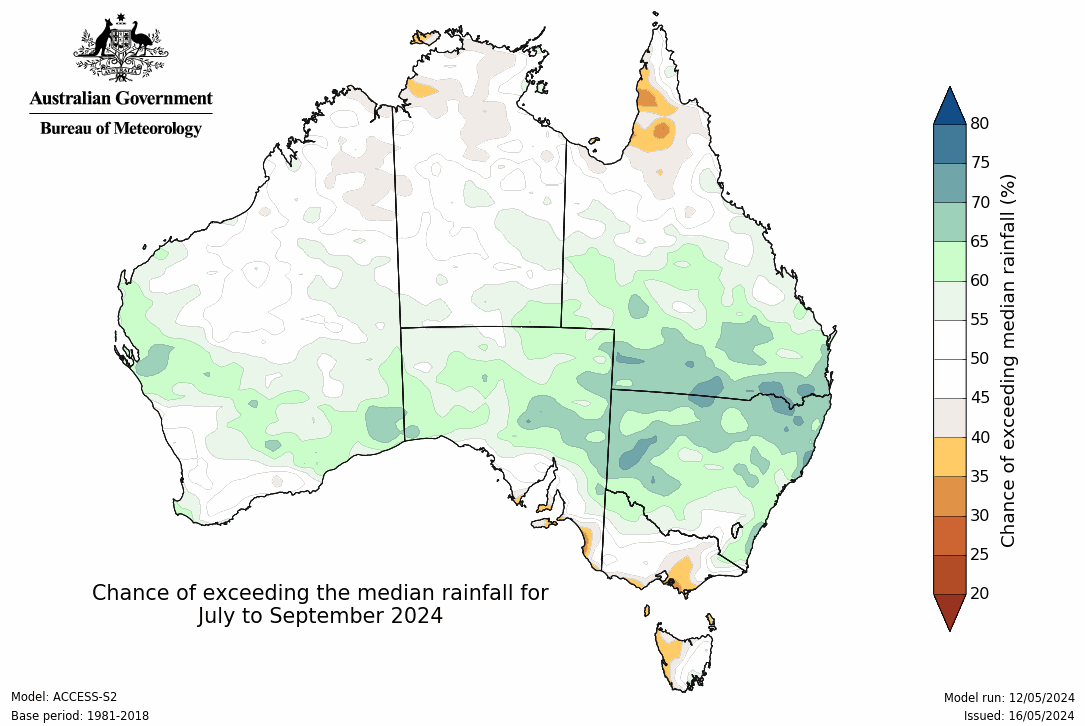 Australian Government
Bureau of Meteorology
80
75
70
65
60
55
50
45
40
35
30
25
20
Chance of exceeding median rainfall (%)
Chance of exceeding the median rainfall for
July to September 2024
Model: ACCESS-S2
Base period: 1981-2018
Model run: 12/05/2024
Issued: 16/05/2024